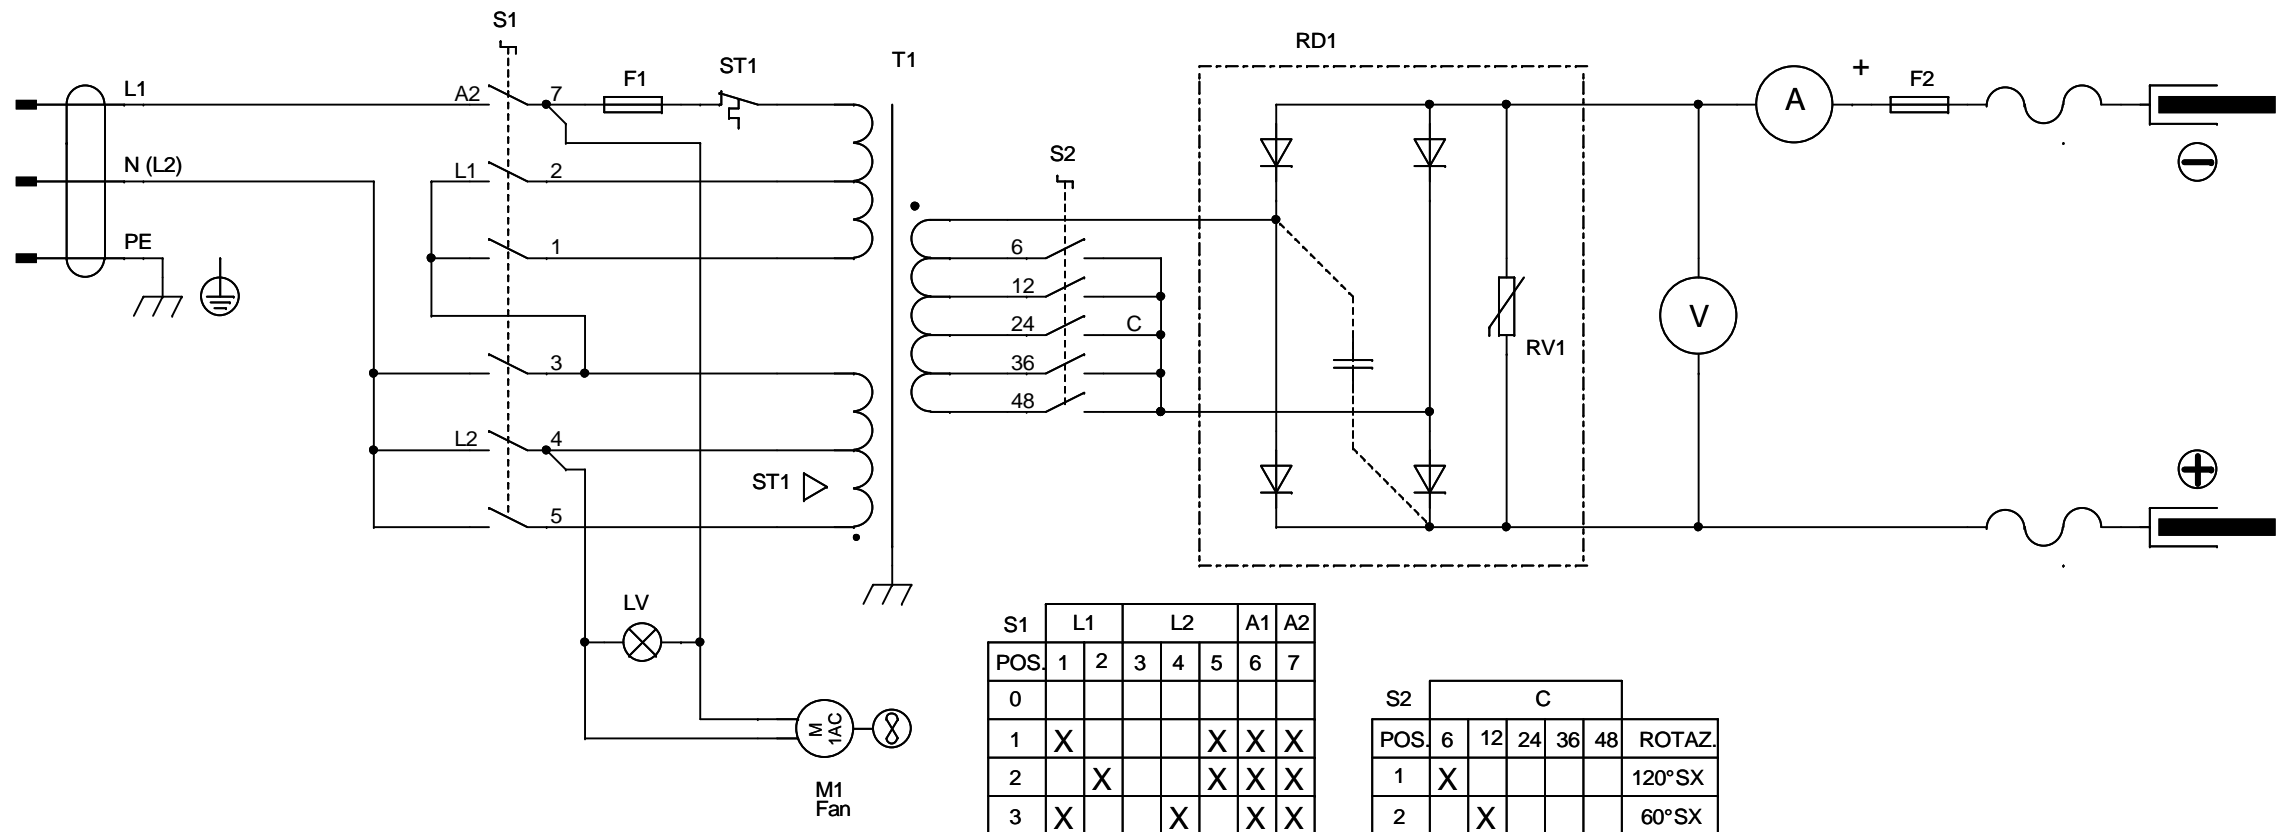 S1
RD1
T1
ST1
F1
+
F2
L1
A2
7
A
N (L2)
L1
2
S2
PE
1
6
12
24
C
V
RV1
3
36
48
L2
4
ST1
5
LV
M
1AC
M1
Fan
S1 L1 L2 A1 A2
POS. 1 2 3 4 5 6 7
0
1 X X X X
2 X X X X
3 X X X X
S2 C
POS. 6 12 24 36 48 ROTAZ.
1 X 120°SX
2 X 60°SX